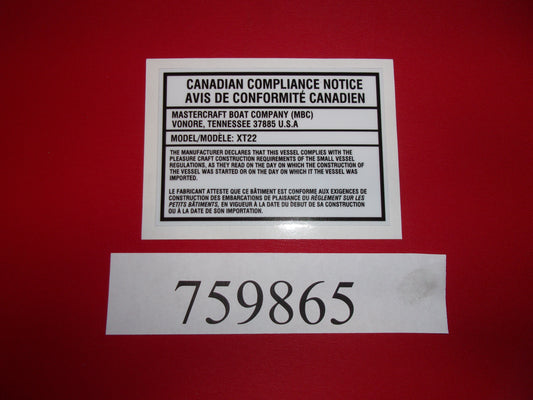 CANADIAN COMPLIANCE NOTICE
AVIS DE CONFORMITÉ CANADIEN
MASTERCRAFT BOAT COMPANY (MBC)
VONORE, TENNESSEE 37885 U.S.A
MODEL/MODÈLE: XT22
THE MANUFACTURER DECLARES THAT THIS VESSEL COMPLIES WITH THE
PLEASURE CRAFT CONSTRUCTION REQUIREMENTS OF THE SMALL VESSEL
REGULATIONS, AS THEY READ ON THE DAY ON WHICH THE CONSTRUCTION OF
THE VESSEL WAS STARTED OR ON THE DAY ON WHICH IT THE VESSEL WAS
IMPORTED.
LE FABRICANT ATTESTE QUE CE BÂTIMENT EST CONFORME AUX EXIGENCES DE
CONSTRUCTION DES EMBARCATIONS DE PLAISANCE DU RÈGLEMENT SUR LES
PETITS BÂTIMENTS, EN VIGUEUR À LA DATE DU DEBUT DE SA CONSTRUCTION
OU À LA DATE DE SON IMPORTATION.
759865